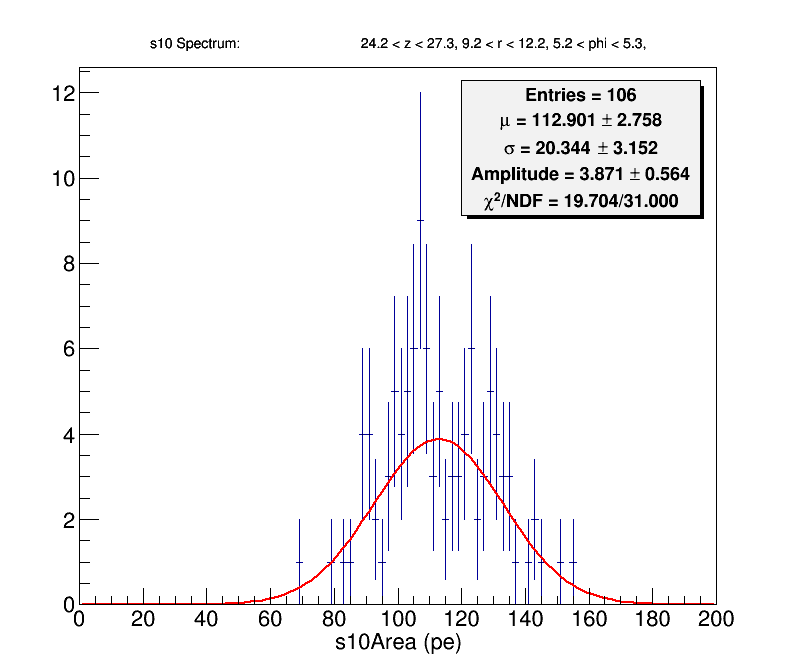 s10 Spectrum: 24.2 < z < 27.3, 9.2 < r < 12.2, 5.2 < phi < 5.3,
Entries = 106
μ = 112.901 ± 2.758
σ = 20.344 ± 3.152
Amplitude = 3.871 ± 0.564
χ²/NDF = 19.704/31.000
12
10
8
6
4
2
0
0 20 40 60 80 100 120 140 160 180 200
s10Area (pe)